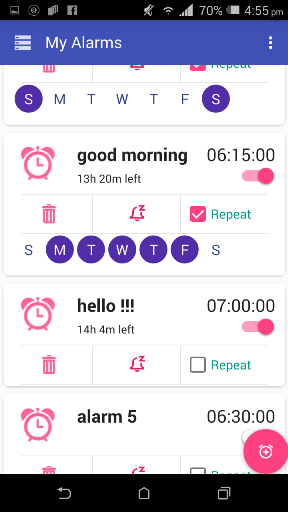 70% 4:55 pm
My Alarms
Repeat
S M T W T F S
good morning 06:15:00
13h 20m left
Repeat
S M T W T F S
hello !!! 07:00:00
14h 4m left
Repeat
alarm 5 06:30:00
Repeat